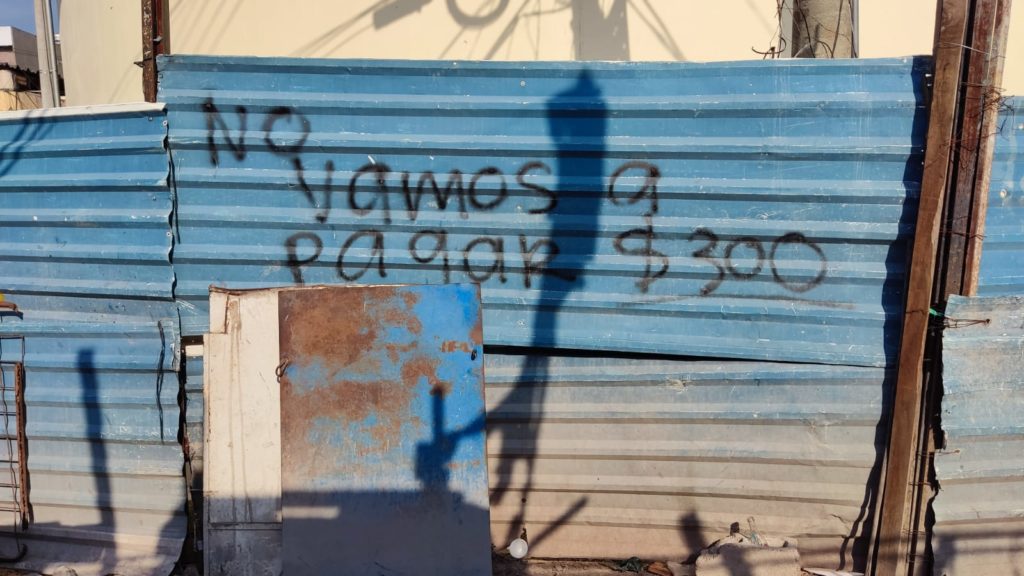 No
vamos a
pagar $300